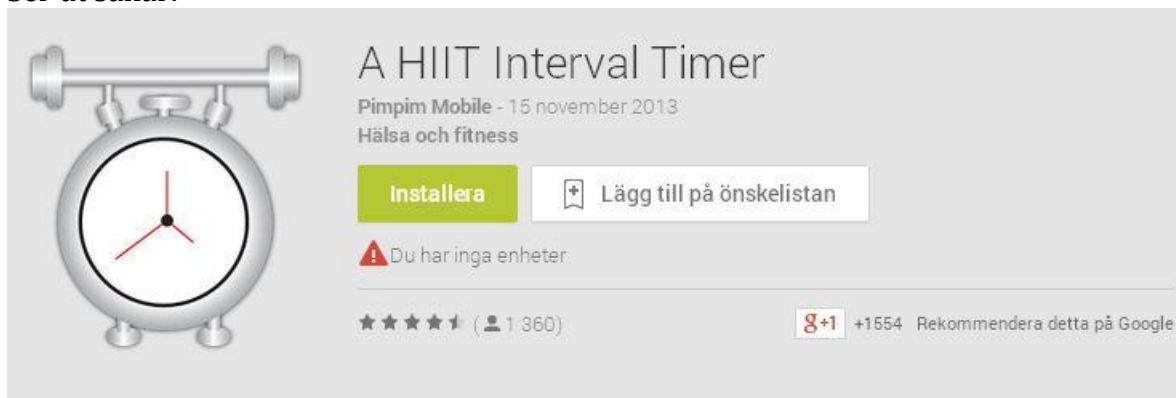 A HIIT Interval Timer
Pimpim Mobile - 15 november 2013
Hälsa och fitness
Installera
Lägg till på önskelistan
Du har inga enheter
(1 360)
g+1 +1554 Rekommendera detta på Google